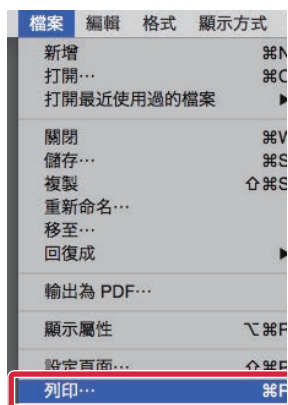 檔案 編輯 格式 顯示方式
新增 ⌘N
打開⋯
打開最近使用過的檔案 ▶
關閉 ⌘W
儲存⋯ ⌘S
複製 ⇧⌘S
重新命名⋯
移至⋯
回復成 ▶
輸出為 PDF⋯
顯示屬性 ⌥⌘P
設定頁面⋯ ⇧⌘P
列印⋯ ⌘P